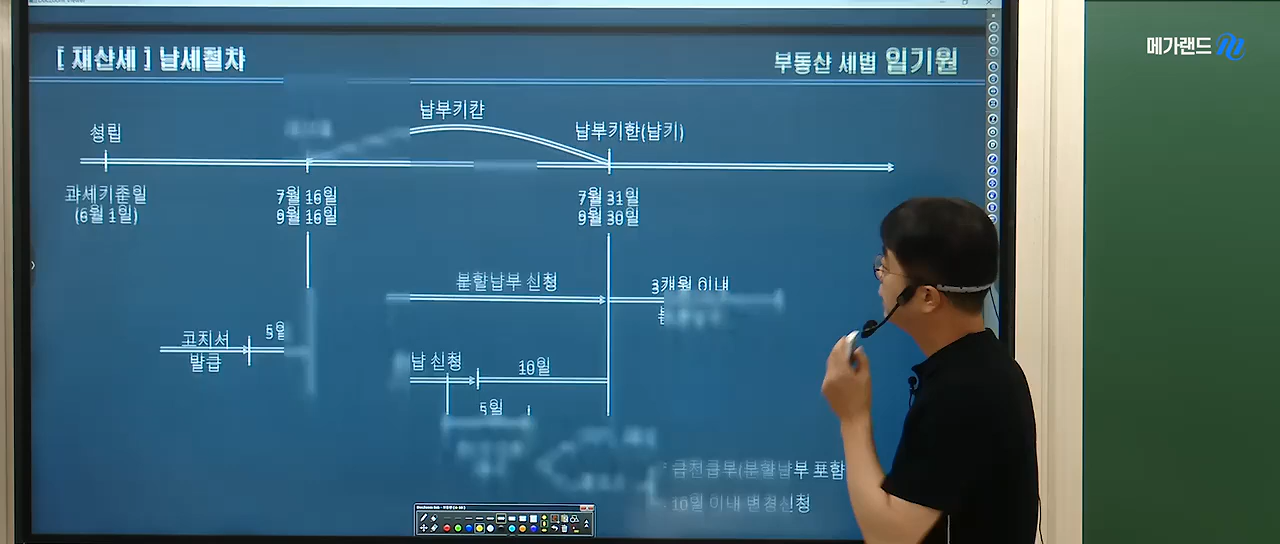 [ 재산세 ] 납세절차
부동산 세법 임기원
메가랜드
성립
납부기간
납부기한(납기)
과세기준일
(6월 1일)
7월 16일
9월 16일
7월 31일
9월 30일
분할납부 신청
3개월 이내
고지서
발급
5일
납 신청
10일
5일
금전납부(분할납부 포함
10일 이내 변경신청